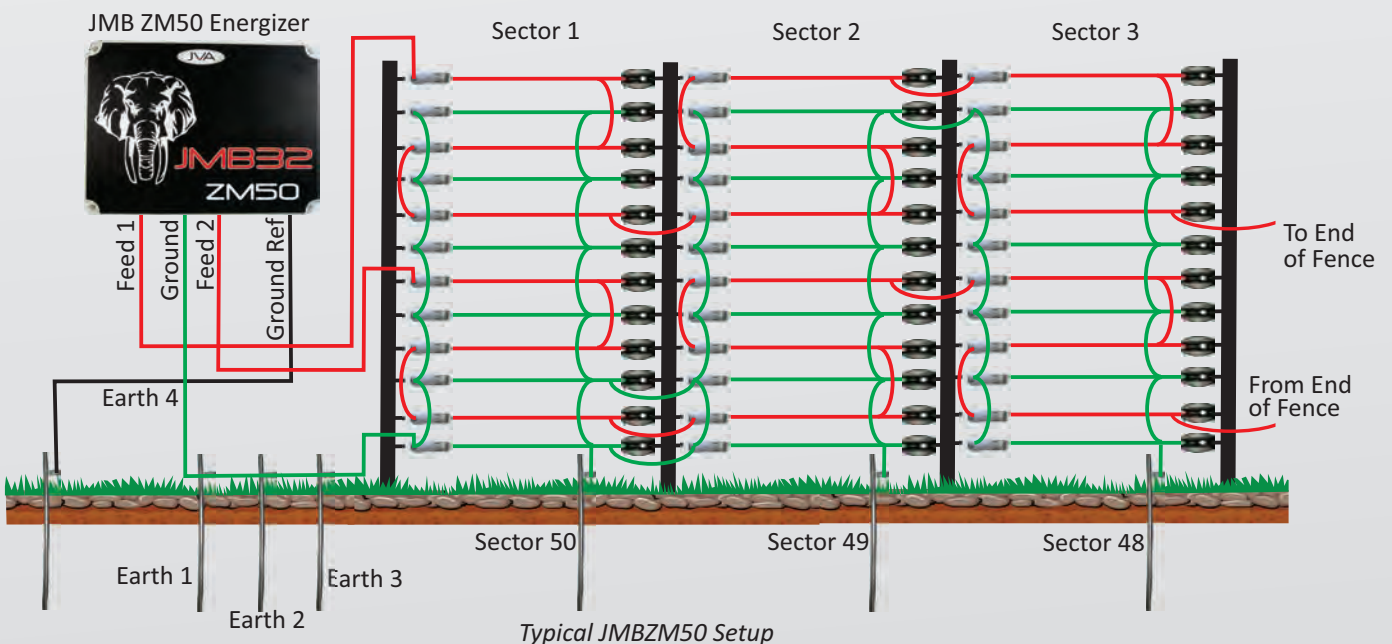 JMB ZM50 Energizer
Sector 1
Sector 2
Sector 3
JVA
JMB32
ZM50
Feed 1
Ground
Feed 2
Ground Ref
To End
of Fence
From End
of Fence
Earth 4
Sector 50
Sector 49
Sector 48
Earth 1
Earth 3
Earth 2
Typical JMBZM50 Setup